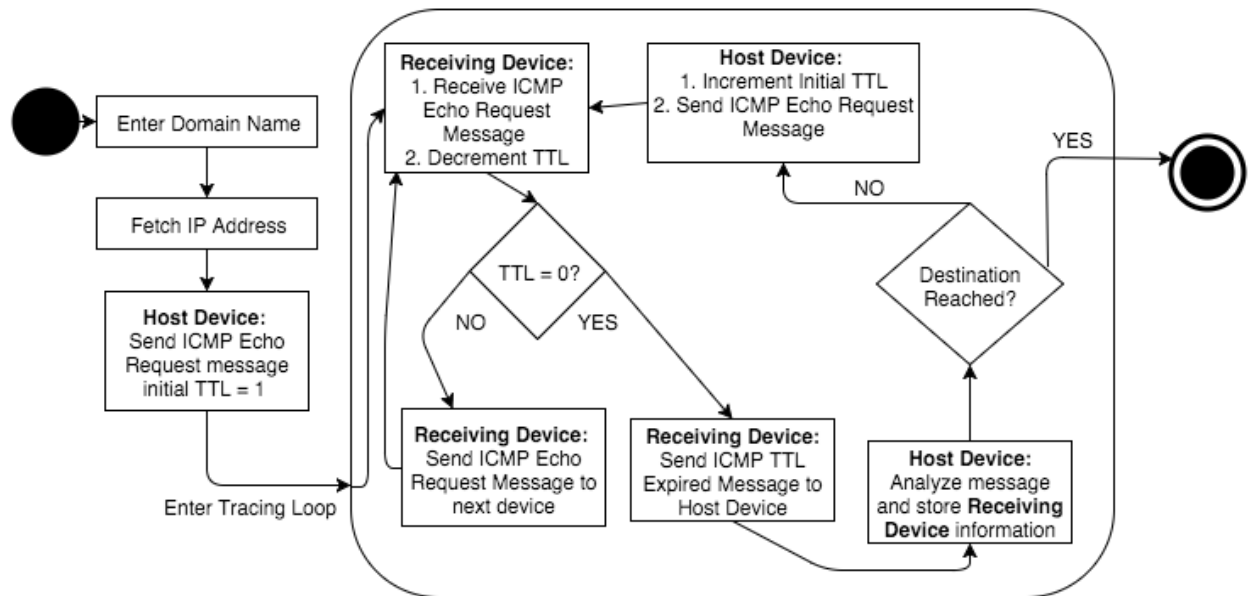 Enter Domain Name
Fetch IP Address
Host Device:
Send ICMP Echo
Request message
initial TTL = 1
Enter Tracing Loop
Receiving Device:
1. Receive ICMP
Echo Request
Message
2. Decrement TTL
TTL = 0?
NO
YES
Receiving Device:
Send ICMP Echo
Request Message to
next device
Receiving Device:
Send ICMP TTL
Expired Message to
Host Device
Host Device:
Analyze message
and store Receiving
Device information
Destination
Reached?
NO
YES
Host Device:
1. Increment Initial TTL
2. Send ICMP Echo Request
Message